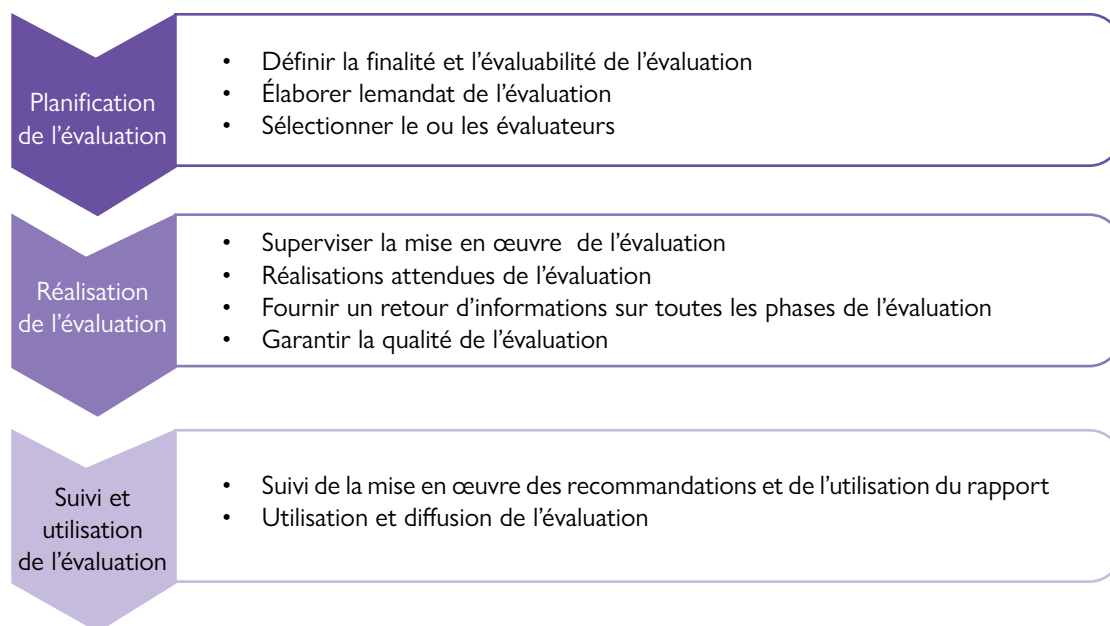 Planification
de l’évaluation
• Définir la finalité et l’évaluabilité de l’évaluation
• Élaborer lemandat de l’évaluation
• Sélectionner le ou les évaluateurs
Réalisation
de l’évaluation
• Superviser la mise en œuvre  de l’évaluation
• Réalisations attendues de l’évaluation
• Fournir un retour d’informations sur toutes les phases de l’évaluation
• Garantir la qualité de l’évaluation
Suivi et
utilisation
de l’évaluation
• Suivi de la mise en œuvre des recommandations et de l’utilisation du rapport
• Utilisation et diffusion de l’évaluation